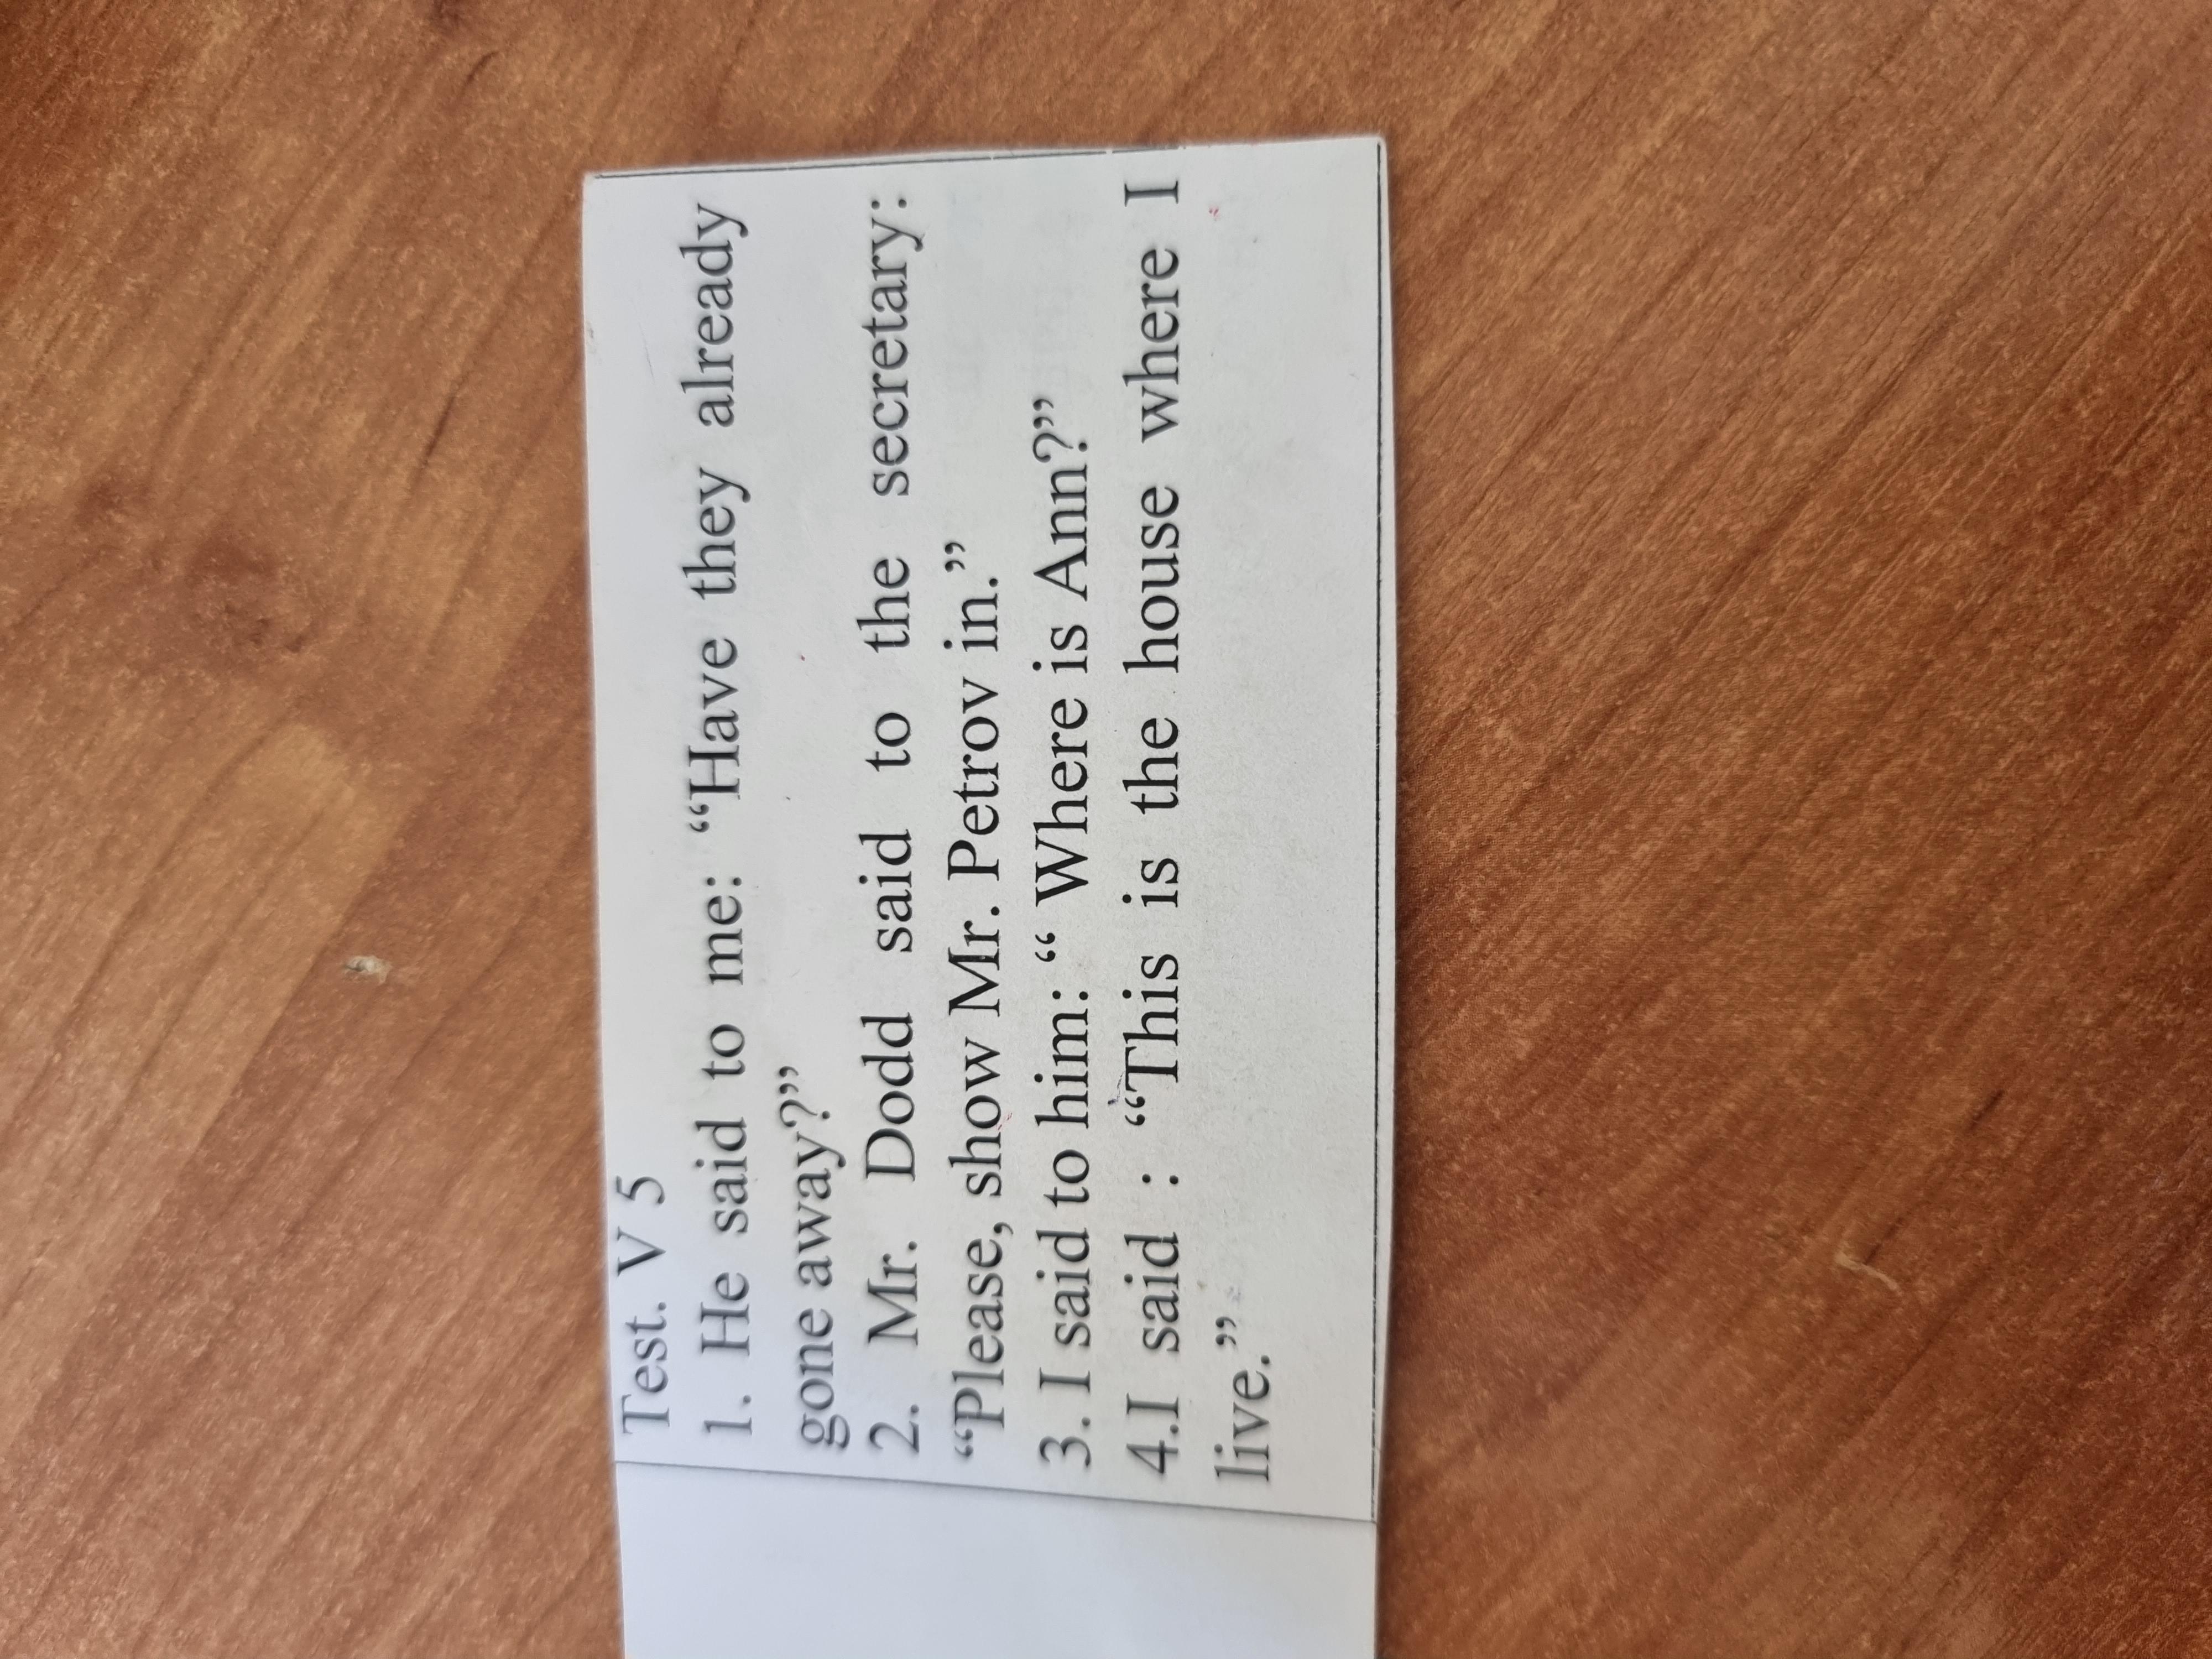 Test. V 5
1. He said to me: “Have they already
gone away?”
2. Mr. Dodd said to the secretary:
“Please, show Mr. Petrov in.”
3. I said to him: “ Where is Ann?”
4.I said : “This is the house where I
live.”